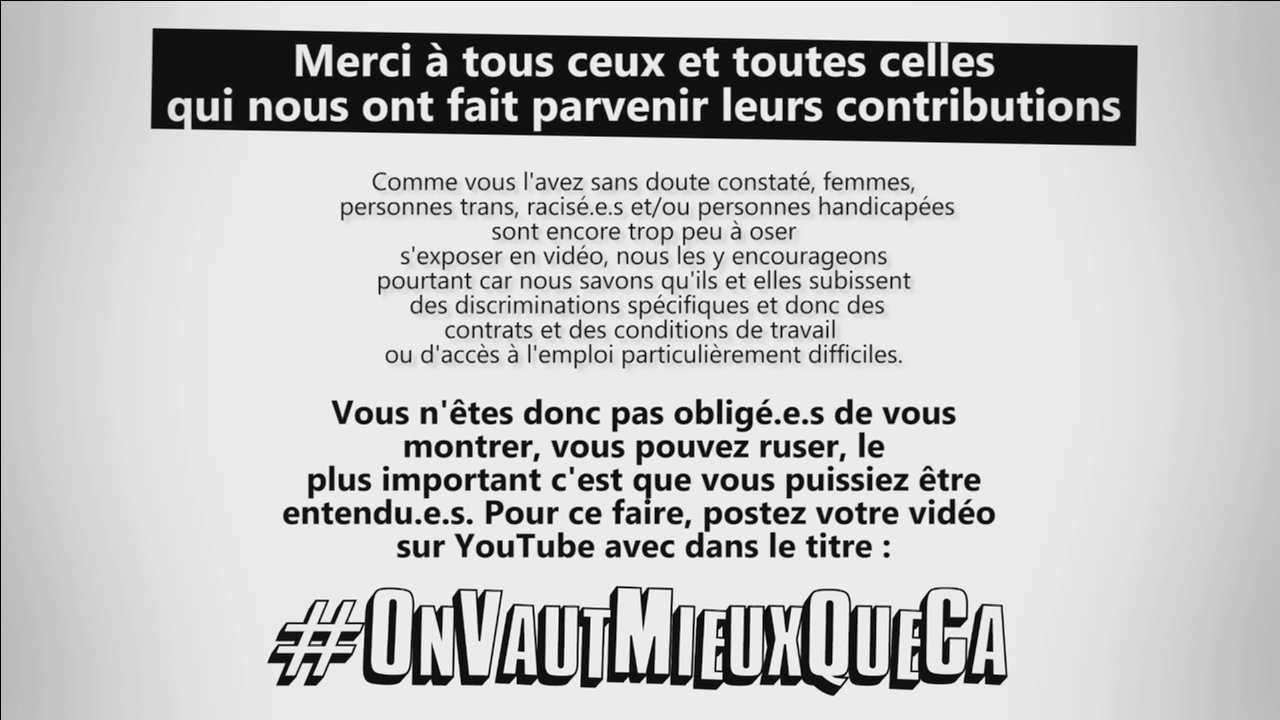 Merci à tous ceux et toutes celles
qui nous ont fait parvenir leurs contributions
Comme vous l'avez sans doute constaté, femmes,
personnes trans, racisé.e.s et/ou personnes handicapées
sont encore trop peu à oser
s'exposer en vidéo, nous les y encourageons
pourtant car nous savons qu'ils et elles subissent
des discriminations spécifiques et donc des
contrats et des conditions de travail
ou d'accès à l'emploi particulièrement difficiles.
Vous n'êtes donc pas obligé.e.s de vous
montrer, vous pouvez ruser, le
plus important c'est que vous puissiez être
entendu.e.s. Pour ce faire, postez votre vidéo
sur YouTube avec dans le titre :
#OnVautMieuxQueCa